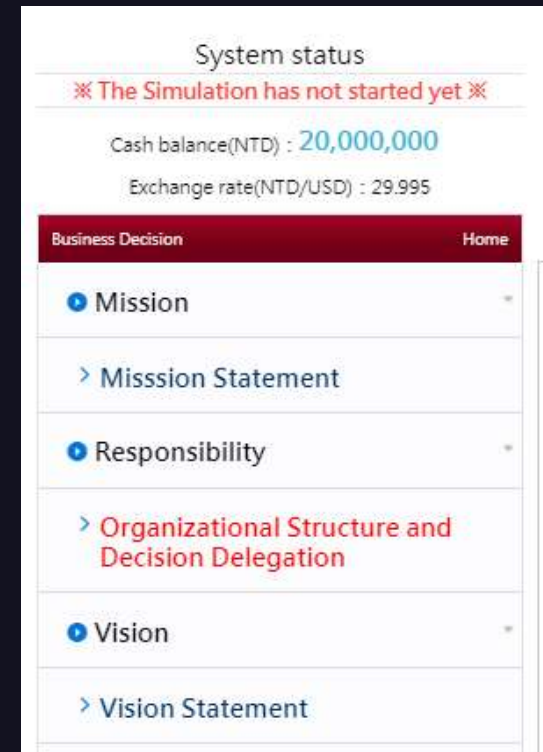 System status
※ The Simulation has not started yet ※
Cash balance(NTD) : 20,000,000
Exchange rate(NTD/USD) : 29.995
Business Decision Home
Mission
Misssion Statement
Responsibility
Organizational Structure and
Decision Delegation
Vision
Vision Statement